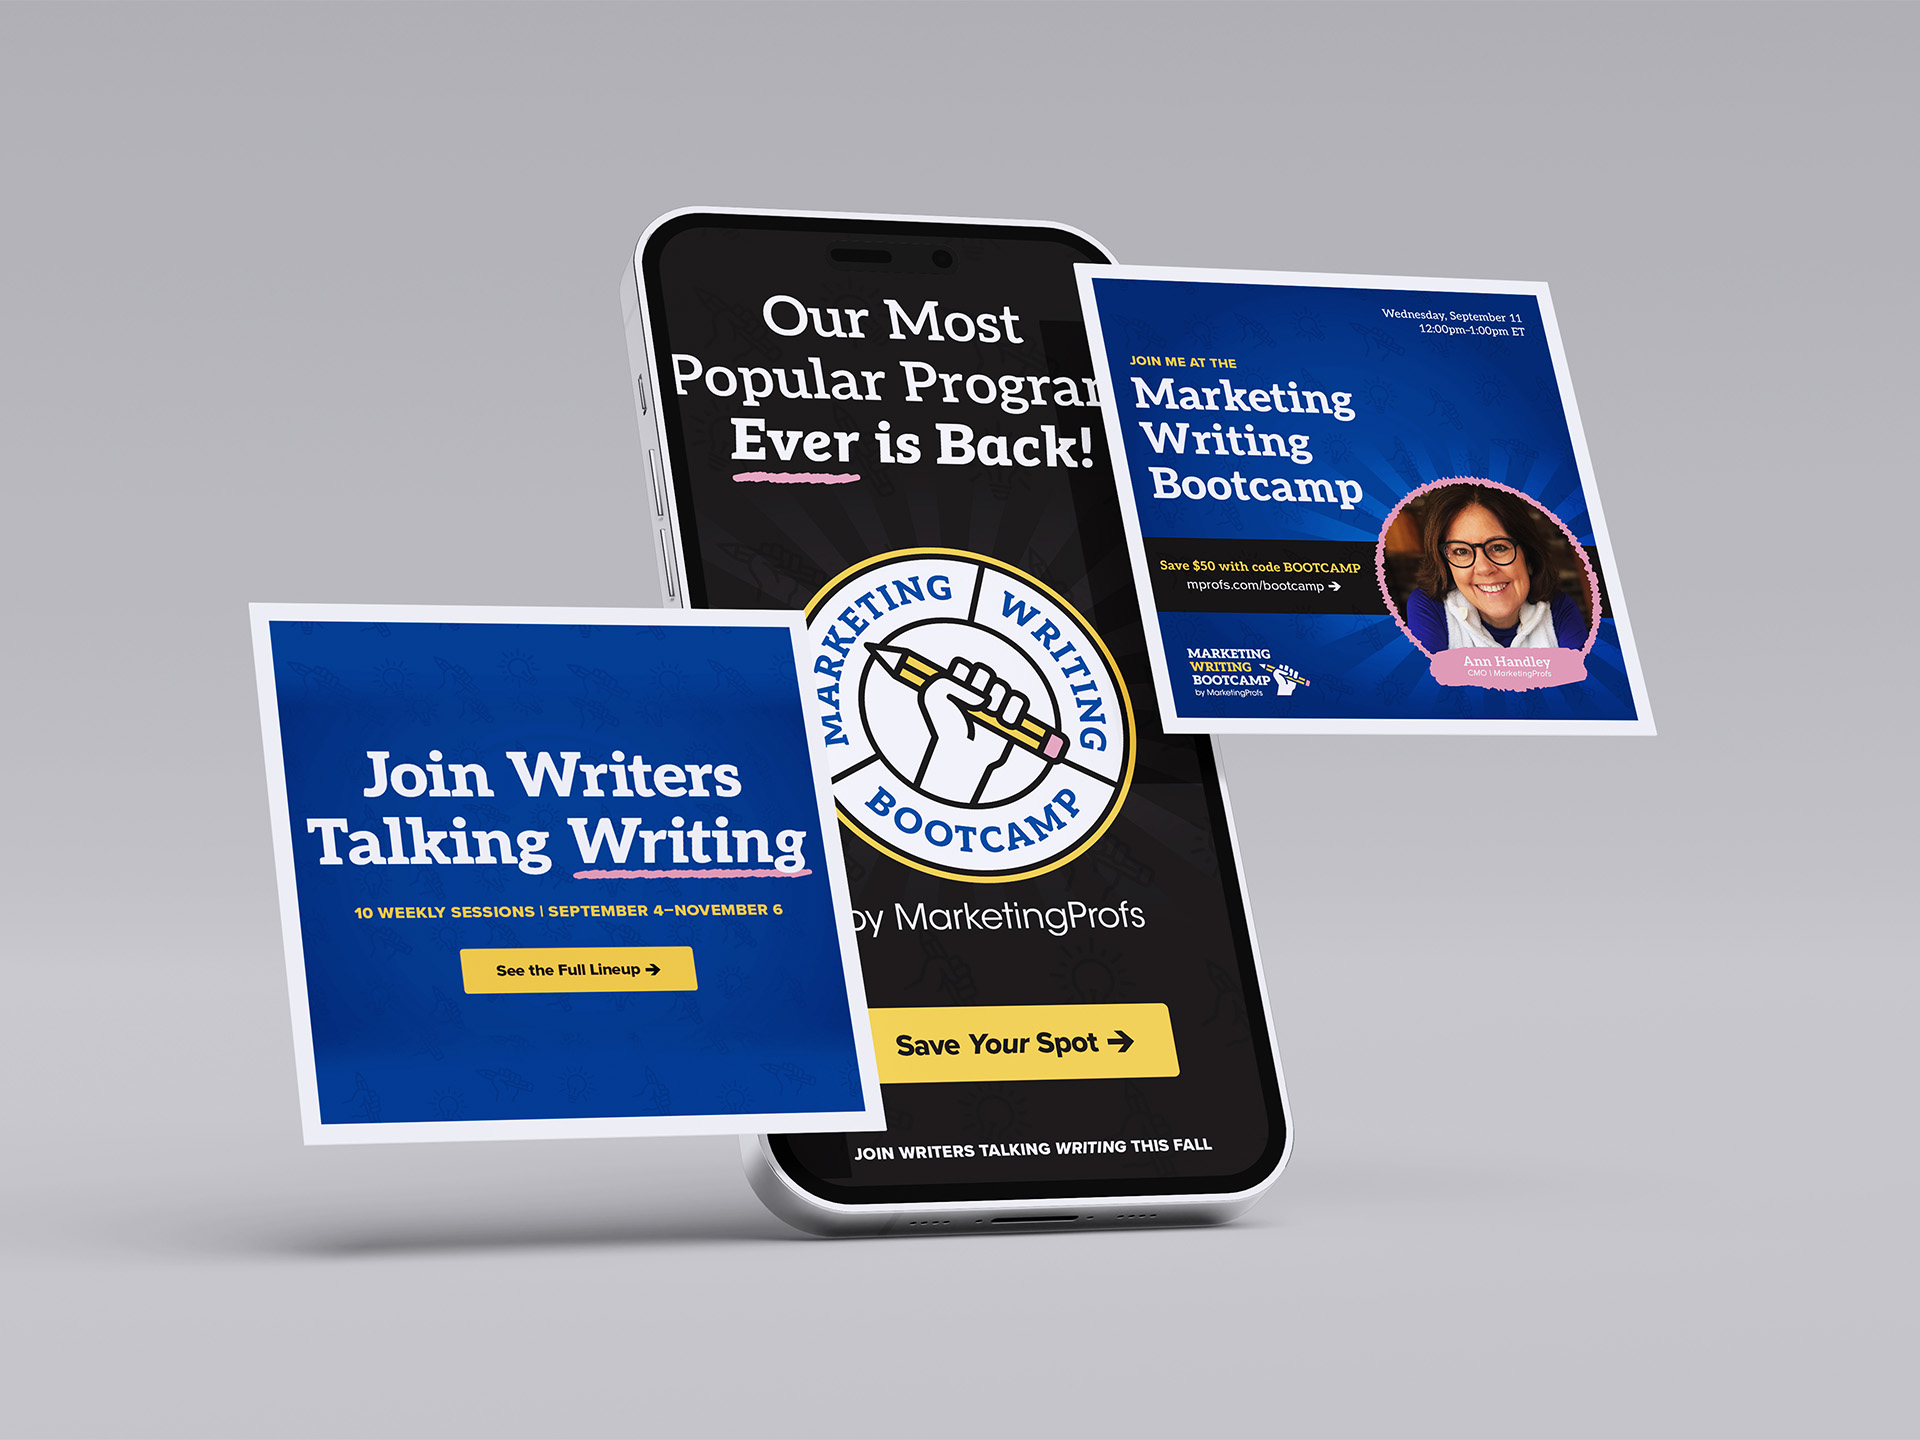 Our Most
Popular Program
Ever is Back!
MARKETING
WRITING
BOOTCAMP
by MarketingProfs
Save Your Spot →
JOIN WRITERS TALKING WRITING THIS FALL
Wednesday, September 11
12:00pm-1:00pm ET
JOIN ME AT THE
Marketing
Writing
Bootcamp
Save $50 with code BOOTCAMP
mprofs.com/bootcamp →
Ann Handley
CMO | MarketingProfs
MARKETING
WRITING
BOOTCAMP
by MarketingProfs
Join Writers
Talking Writing
10 WEEKLY SESSIONS | SEPTEMBER 4–NOVEMBER 6
See the Full Lineup →